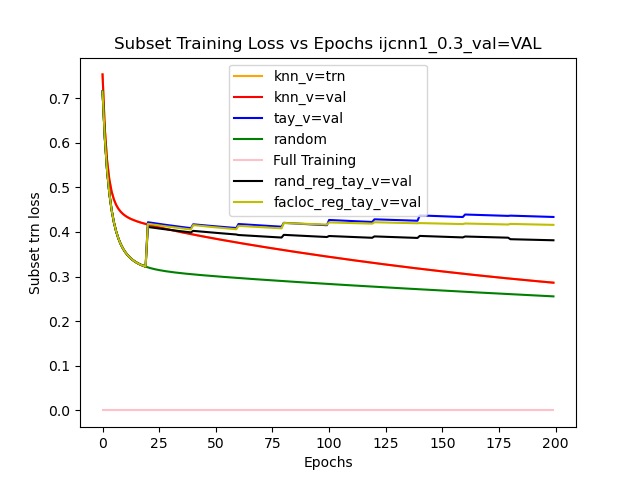 Subset Training Loss vs Epochs ijcnn1_0.3_val=VAL
knn_v=trn
knn_v=val
tay_v=val
random
Full Training
rand_reg_tay_v=val
facloc_reg_tay_v=val
Subset trn loss
0.7
0.6
0.5
0.4
0.3
0.2
0.1
0.0
0 25 50 75 100 125 150 175 200
Epochs